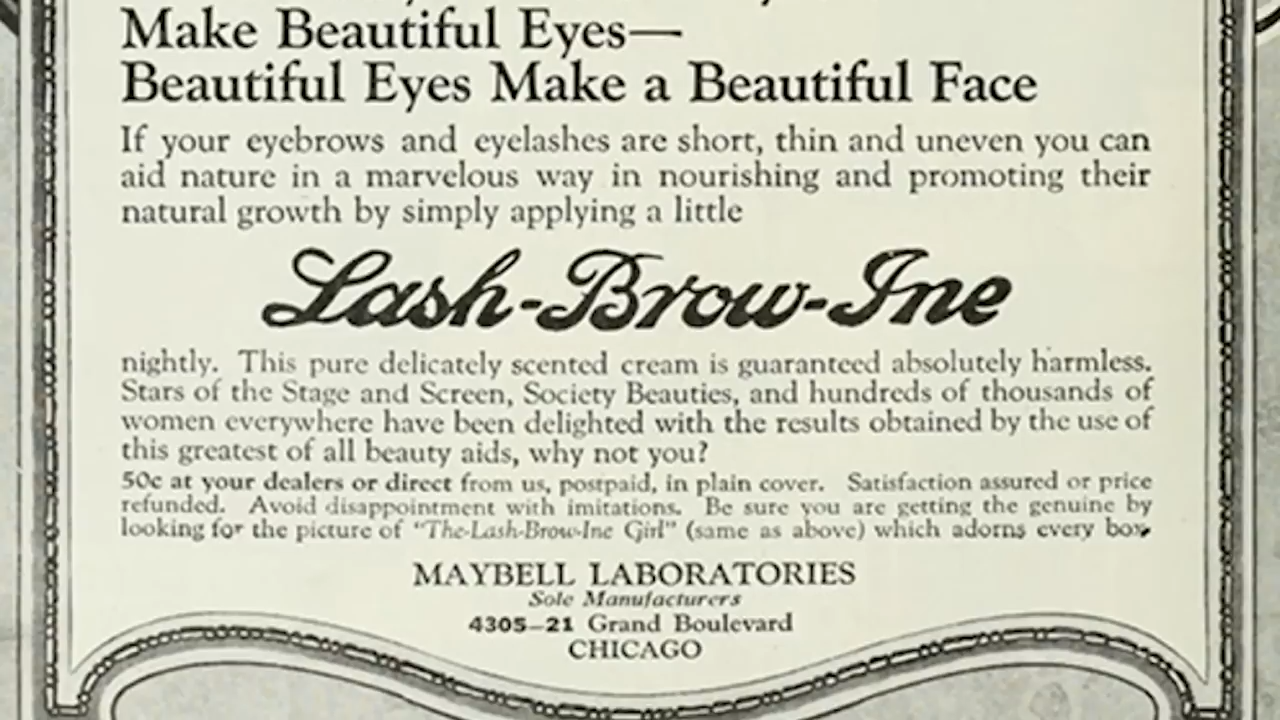 Make Beautiful Eyes—
Beautiful Eyes Make a Beautiful Face
If your eyebrows and eyelashes are short, thin and uneven you can
aid nature in a marvelous way in nourishing and promoting their
natural growth by simply applying a little
Lash-Brow-Ine
nightly. This pure delicately scented cream is guaranteed absolutely harmless.
Stars of the Stage and Screen, Society Beauties, and hundreds of thousands of
women everywhere have been delighted with the results obtained by the use of
this greatest of all beauty aids, why not you?
50c at your dealers or direct from us, postpaid, in plain cover. Satisfaction assured or price
refunded. Avoid disappointment with imitations. Be sure you are getting the genuine by
looking for the picture of "The-Lash-Brow-Ine Girl" (same as above) which adorns every box.
MAYBELL LABORATORIES
Sole Manufacturers
4305-21 Grand Boulevard
CHICAGO